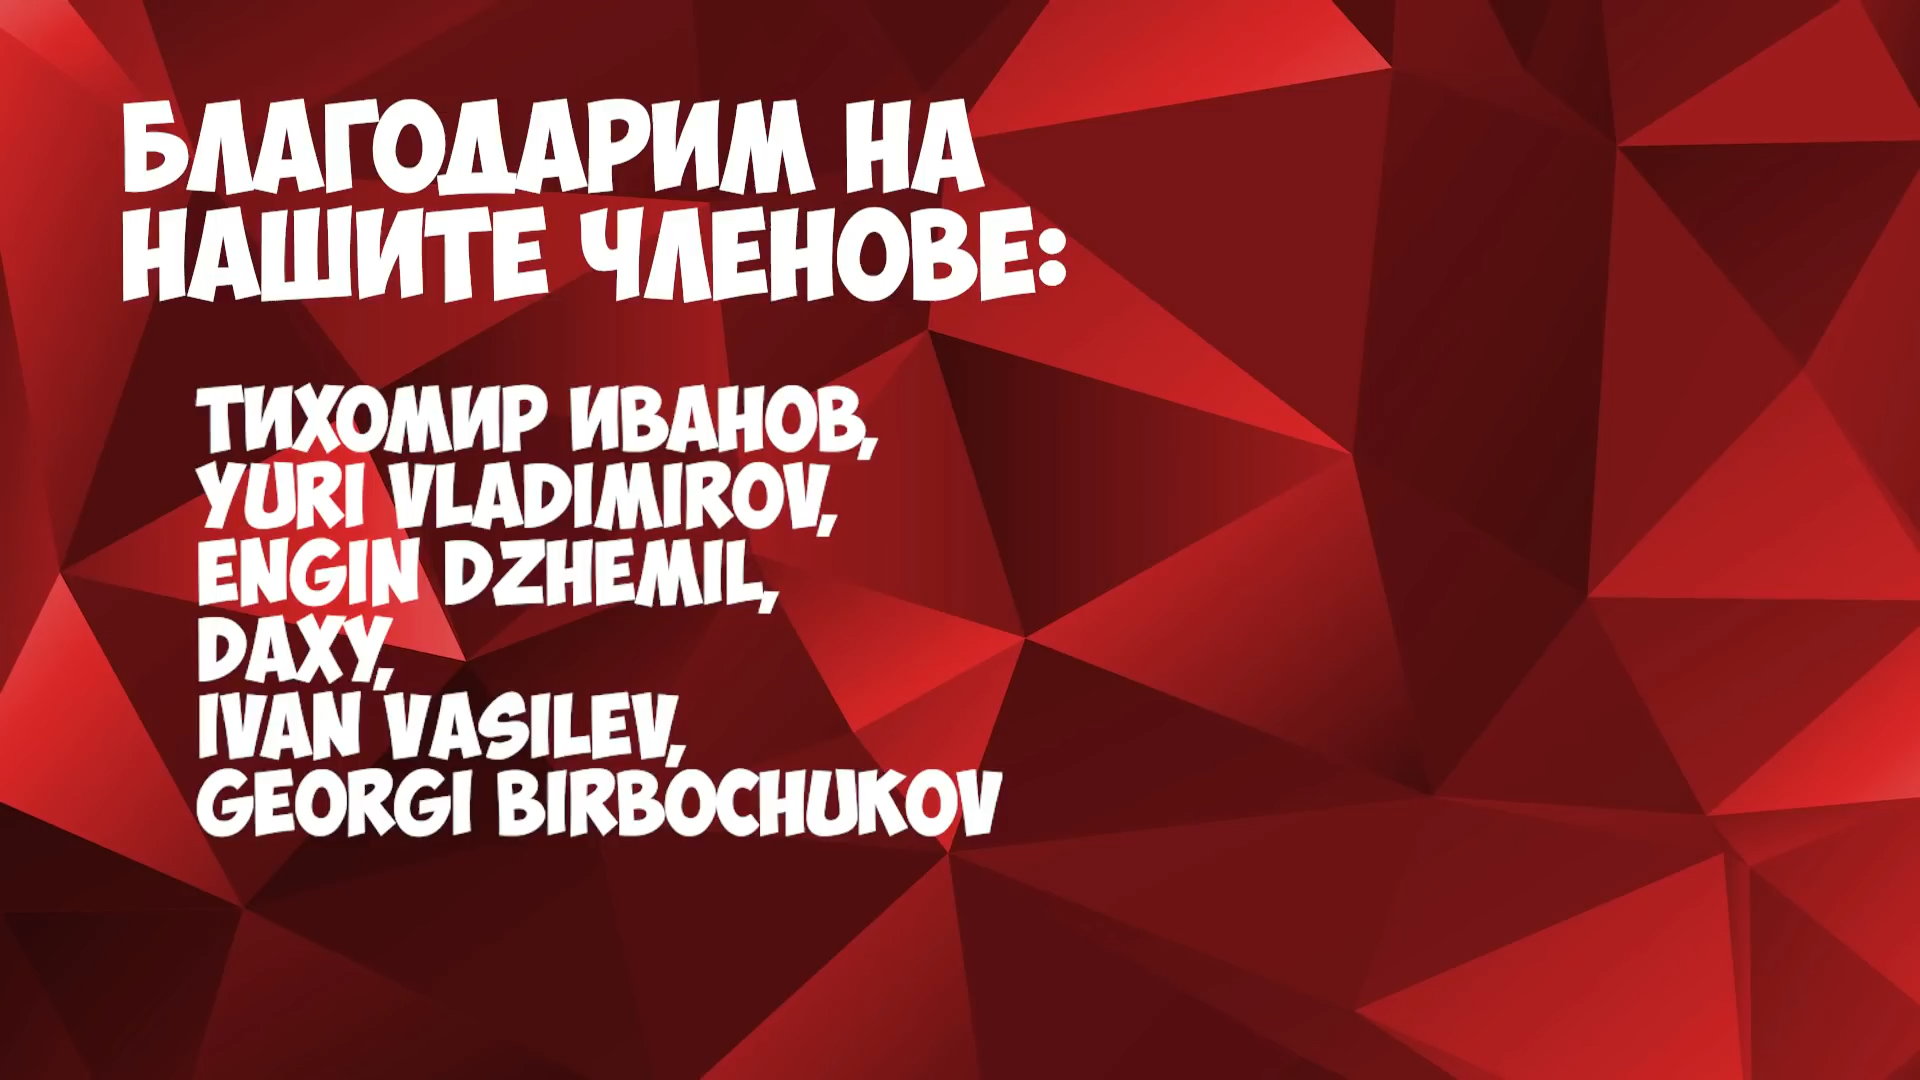 БЛАГОДАРИМ НА
НАШИТЕ ЧЛЕНОВЕ:
ТИХОМИР ИВАНОВ,
YURI VLADIMIROV,
ENGIN DZHEMIL,
DAXY,
IVAN VASILEV,
GEORGI BIRBOCHUKOV